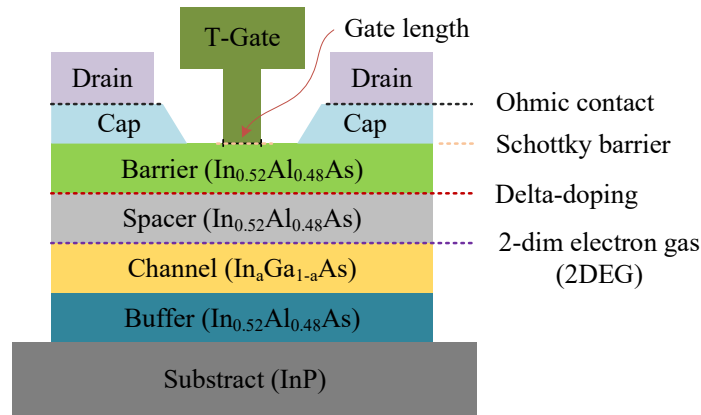 T-Gate
Gate length
Drain
Drain
Cap
Cap
Ohmic contact
Schottky barrier
Barrier (In₀.₅₂Al₀.₄₈As)
Delta-doping
Spacer (In₀.₅₂Al₀.₄₈As)
2-dim electron gas
(2DEG)
Channel (InₐGa₁₋ₐAs)
Buffer (In₀.₅₂Al₀.₄₈As)
Substract (InP)